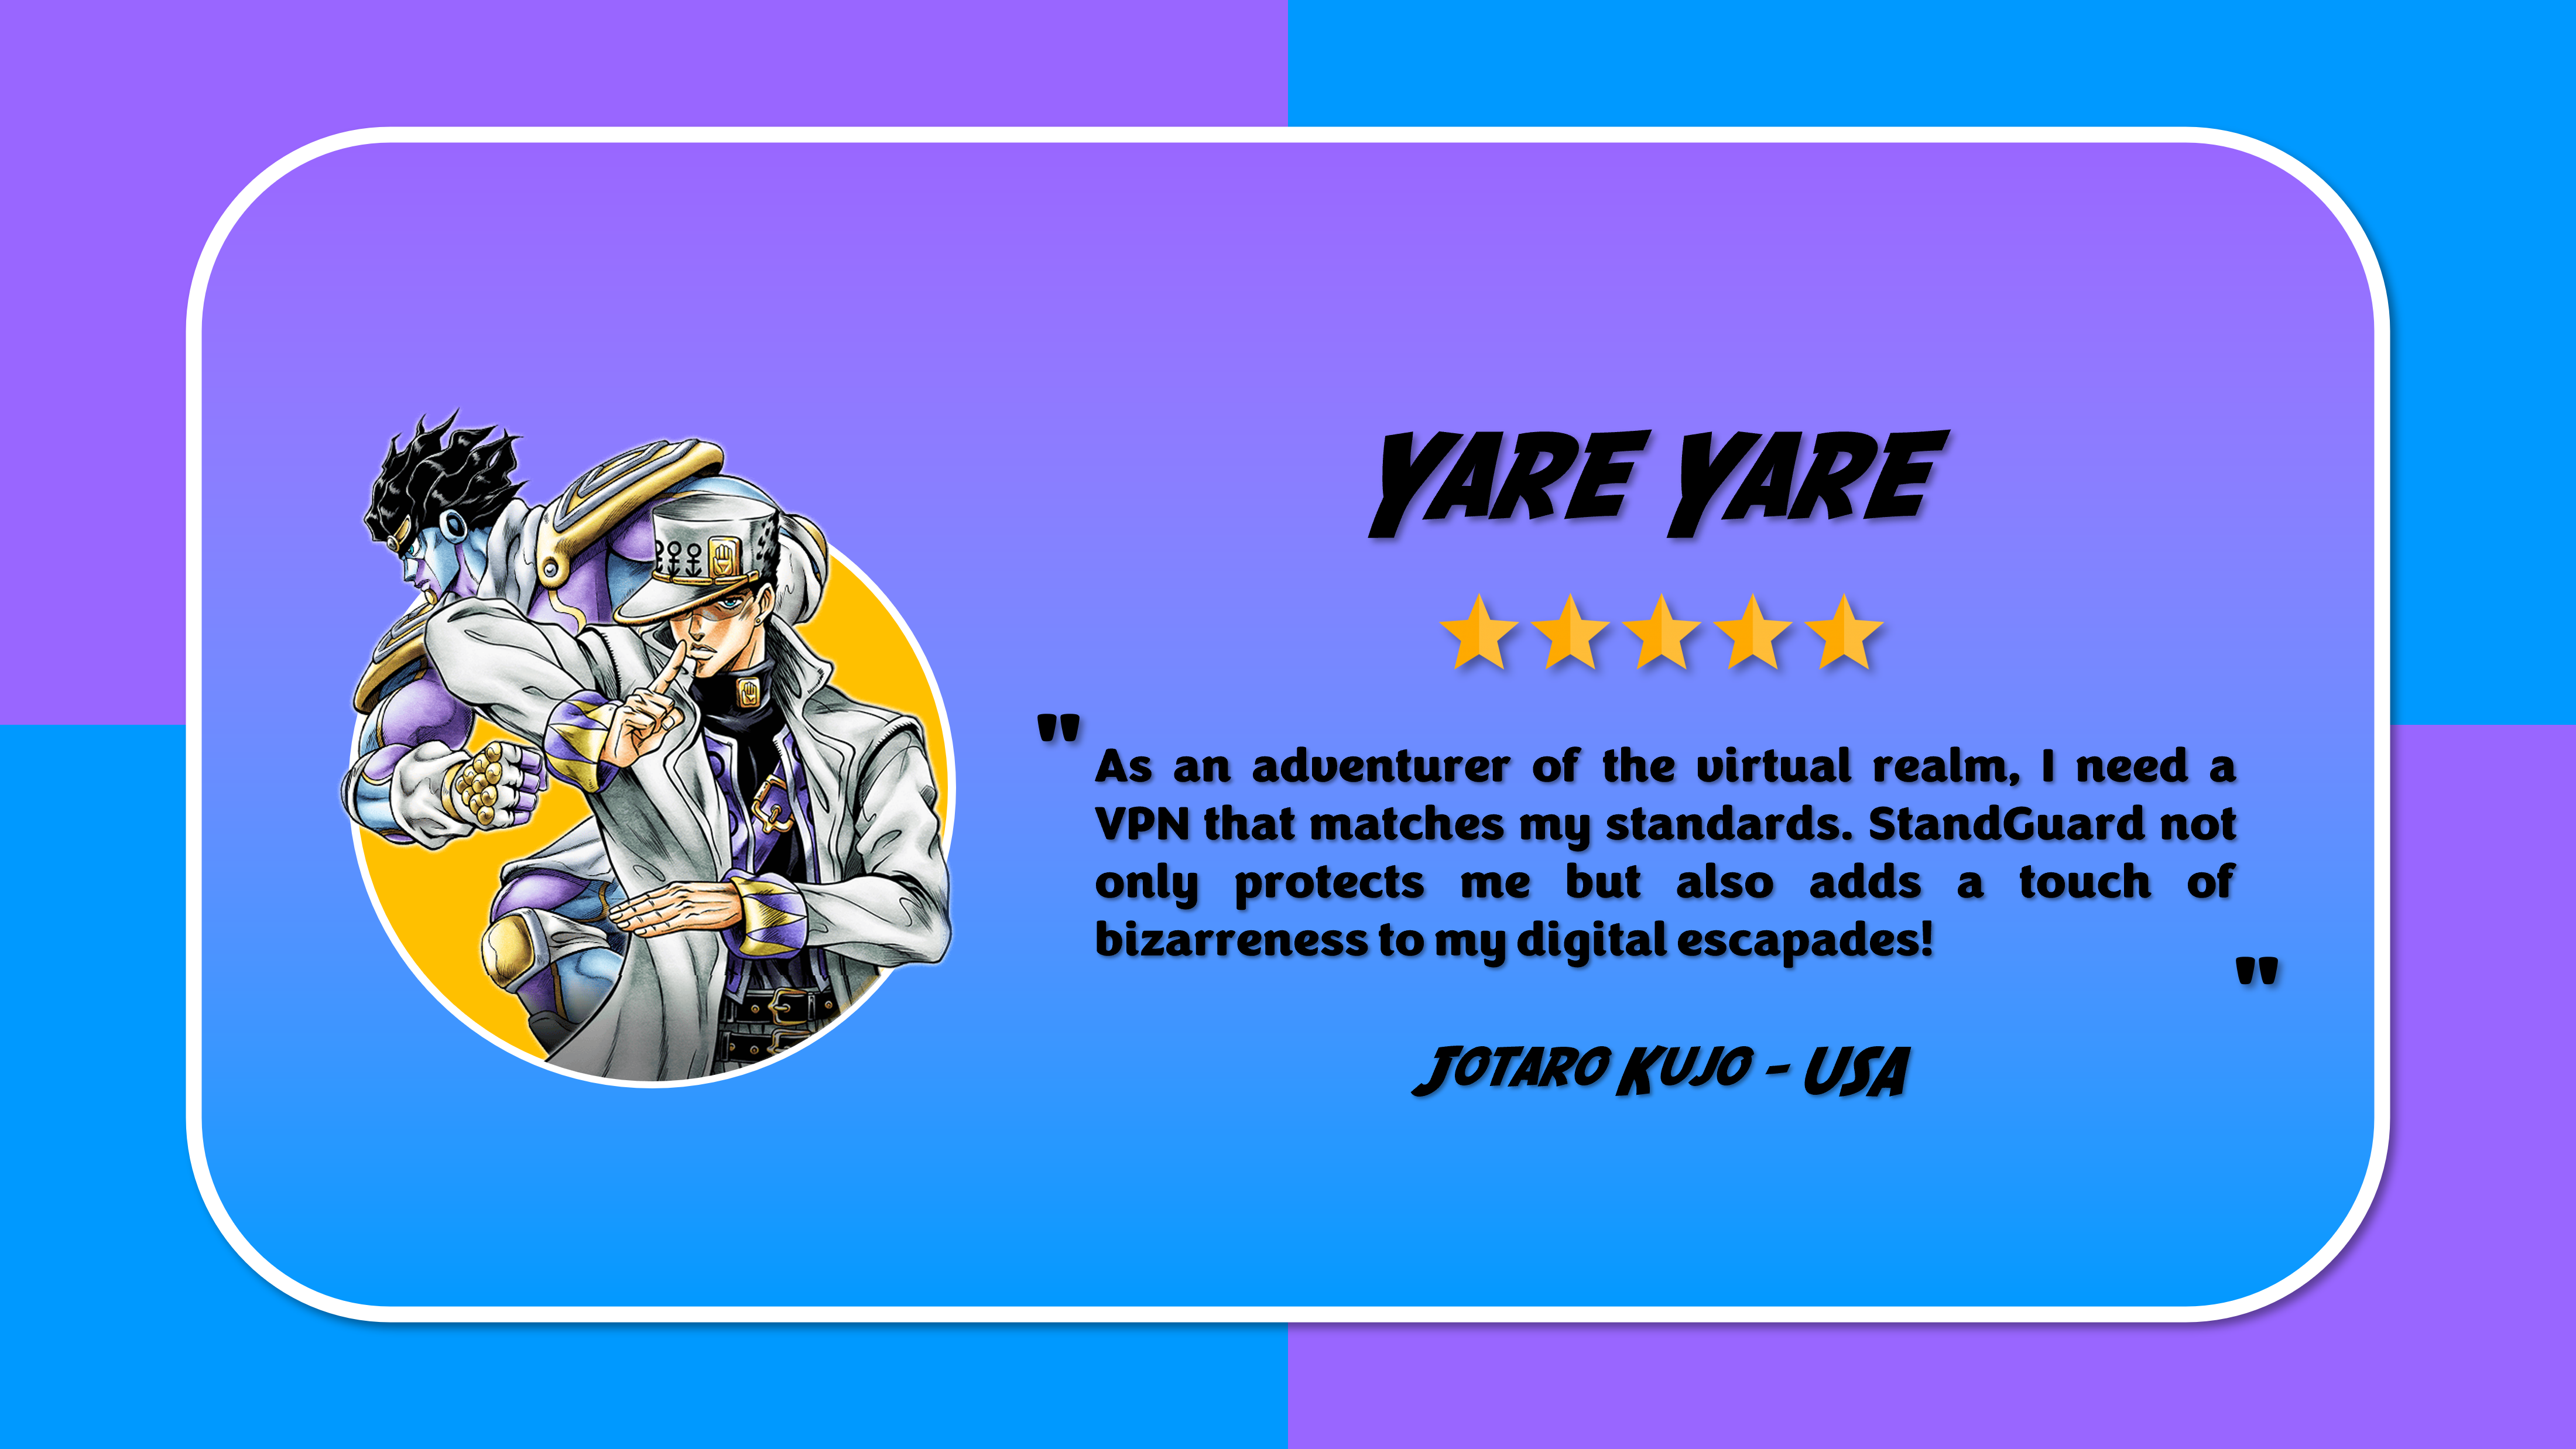 YARE YARE
"
As an adventurer of the virtual realm, I need a
VPN that matches my standards. StandGuard not
only protects me but also adds a touch of
bizarreness to my digital escapades!
"
JOTARO KUJO - USA